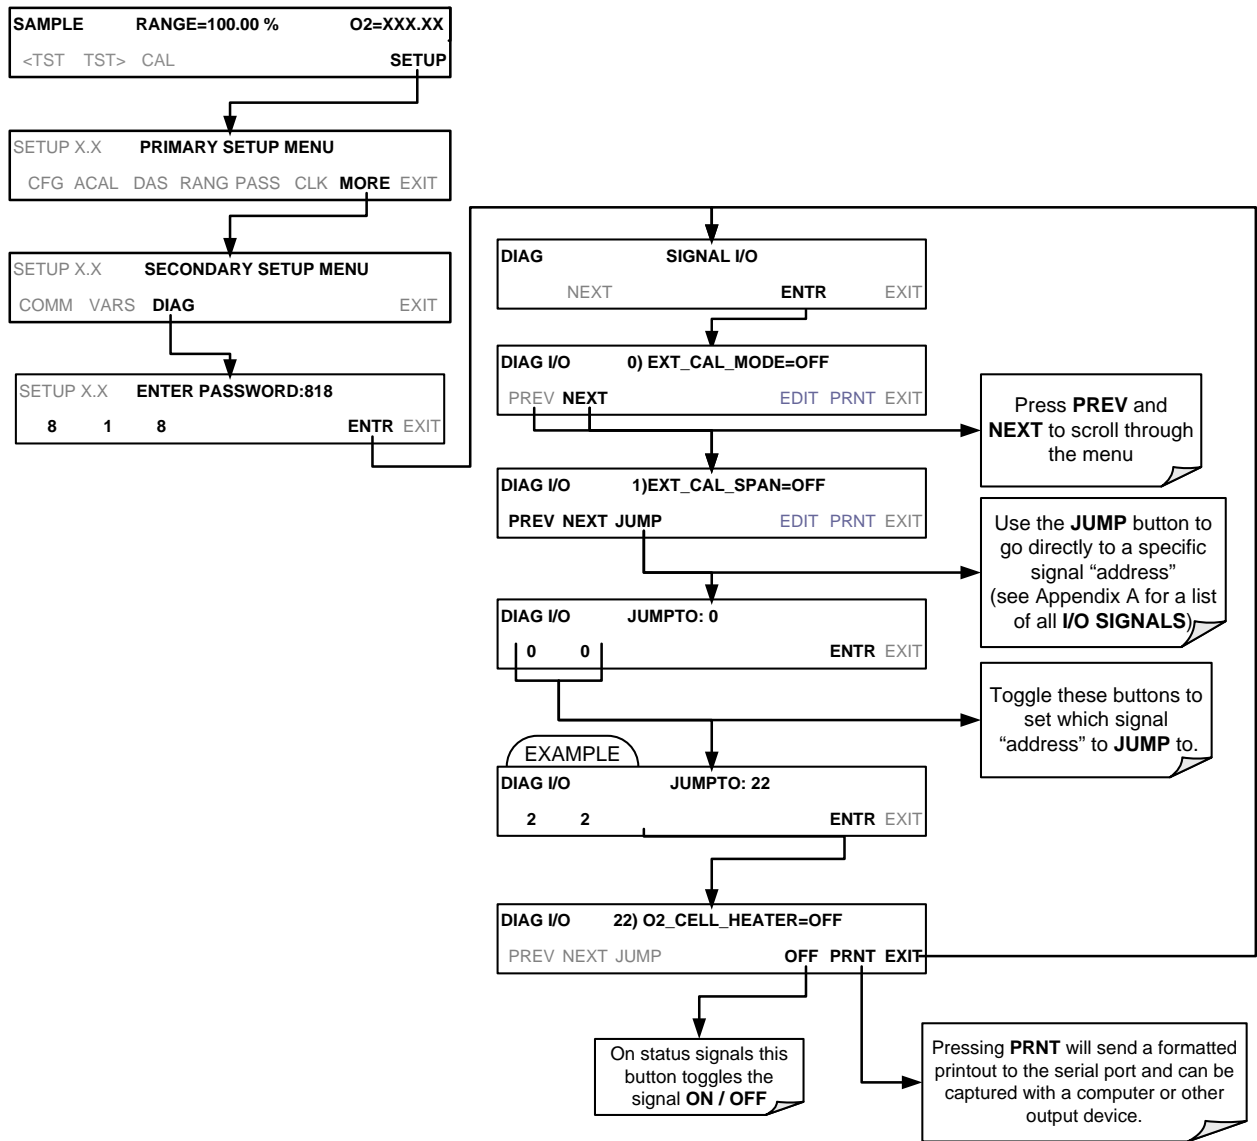 SAMPLE RANGE=100.00 % O2=XXX.XX
<TST TST> CAL SETUP
SETUP X.X PRIMARY SETUP MENU
CFG ACAL DAS RANG PASS CLK MORE EXIT
SETUP X.X SECONDARY SETUP MENU
COMM VARS DIAG EXIT
SETUP X.X ENTER PASSWORD:818
8 1 8 ENTR EXIT
DIAG SIGNAL I/O
NEXT ENTR EXIT
DIAG I/O 0) EXT_CAL_MODE=OFF
PREV NEXT EDIT PRNT EXIT
Press PREV and
NEXT to scroll through
the menu
DIAG I/O 1)EXT_CAL_SPAN=OFF
PREV NEXT JUMP EDIT PRNT EXIT
Use the JUMP button to
go directly to a specific
signal “address”
(see Appendix A for a list
of all I/O SIGNALS)
DIAG I/O JUMPTO: 0
0 0 ENTR EXIT
Toggle these buttons to
set which signal
“address” to JUMP to.
EXAMPLE
DIAG I/O JUMPTO: 22
2 2 ENTR EXIT
DIAG I/O 22) O2_CELL_HEATER=OFF
PREV NEXT JUMP OFF PRNT EXIT
On status signals this
button toggles the
signal ON / OFF
Pressing PRNT will send a formatted
printout to the serial port and can be
captured with a computer or other
output device.